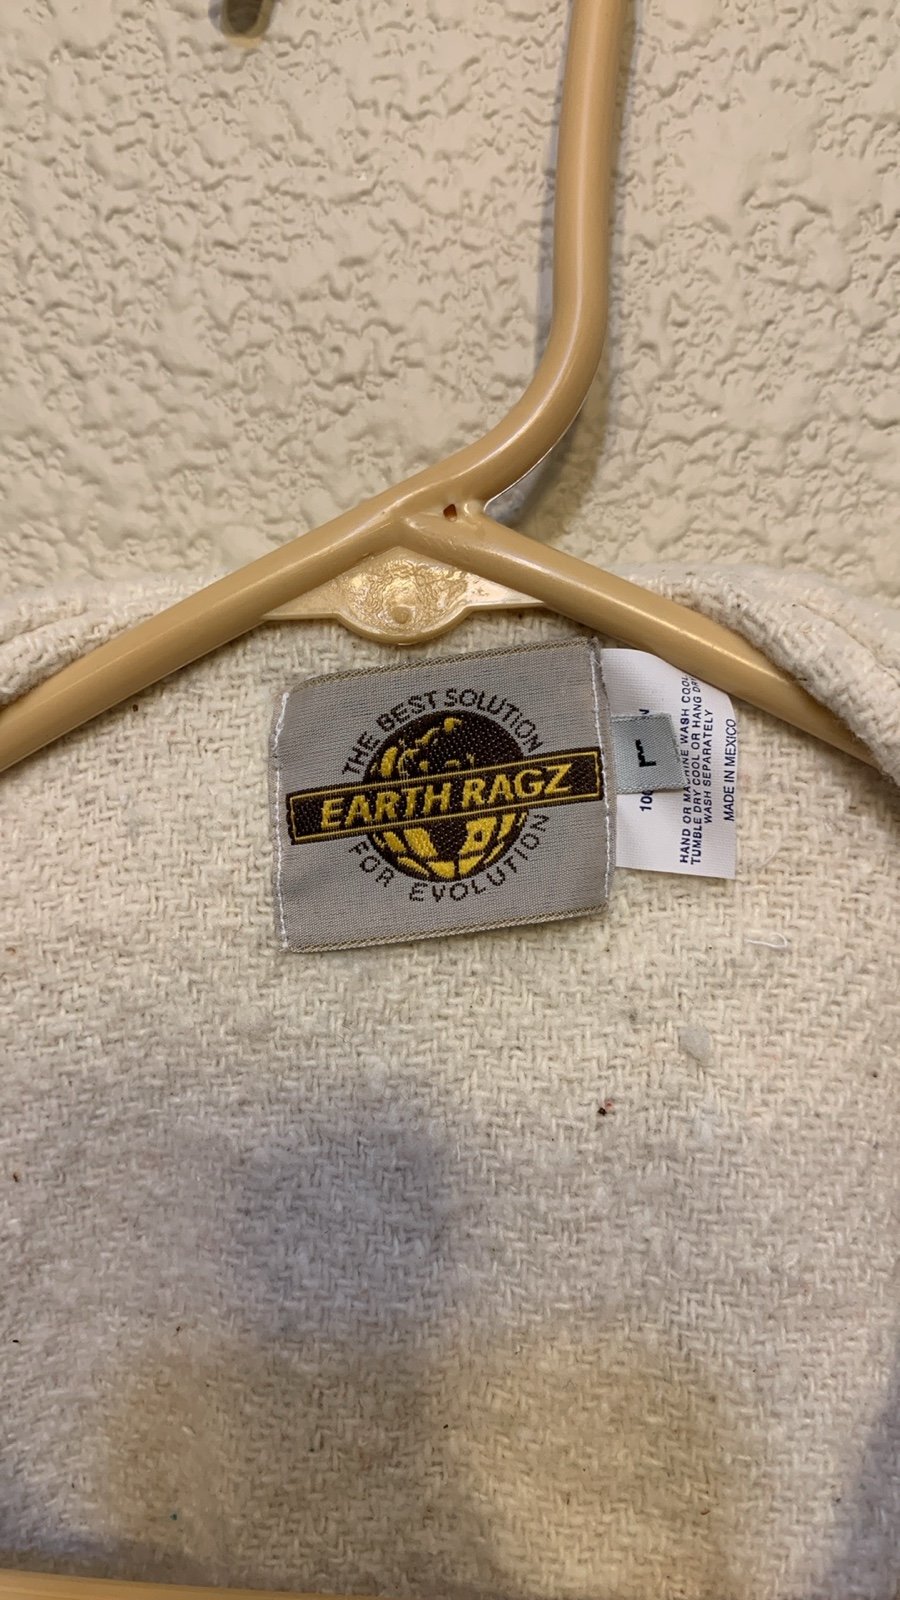 THE BEST SOLUTION
EARTH RAGZ
FOR EVOLUTION
L
HAND OR MACHINE WASH COOL
TUMBLE DRY COOL OR HANG
WASH SEPARATELY
MADE IN MEXICO